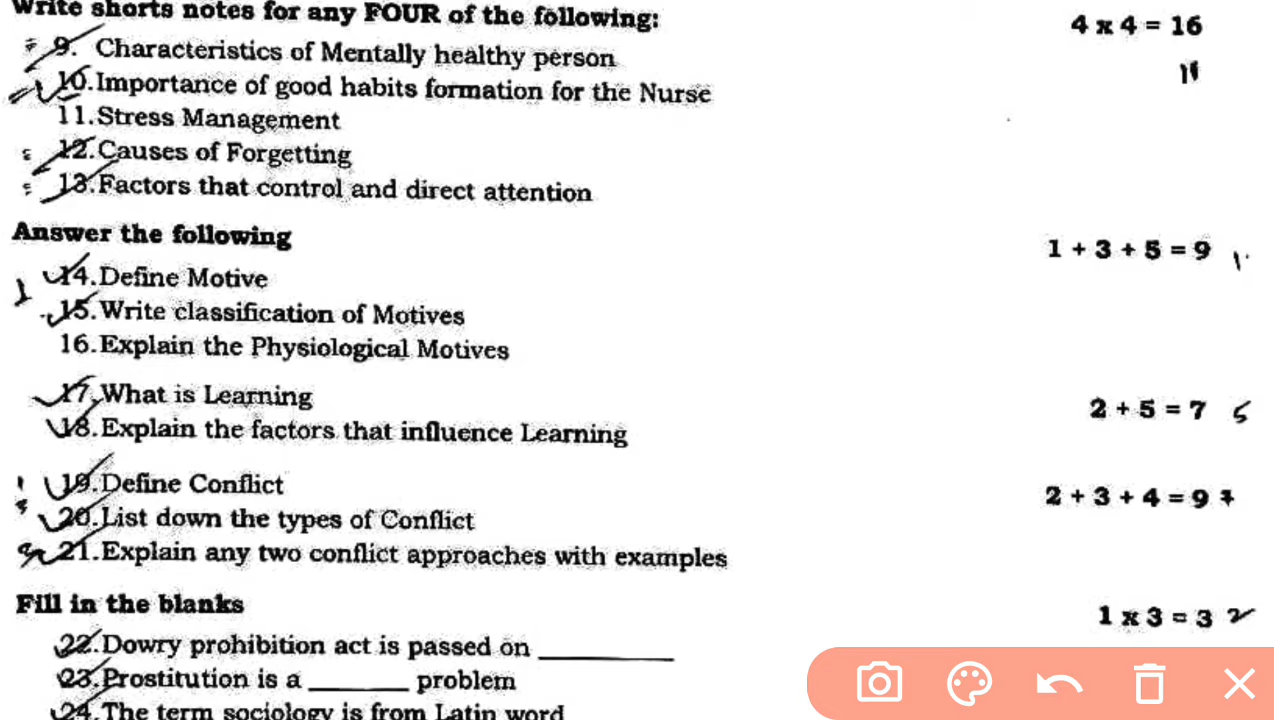 Write shorts notes for any FOUR of the following: 4 x 4 = 16
9. Characteristics of Mentally healthy person
10. Importance of good habits formation for the Nurse
11. Stress Management
12. Causes of Forgetting
13. Factors that control and direct attention
Answer the following 1 + 3 + 5 = 9
14. Define Motive
15. Write classification of Motives
16. Explain the Physiological Motives
17. What is Learning 2 + 5 = 7
18. Explain the factors that influence Learning
19. Define Conflict 2 + 3 + 4 = 9
20. List down the types of Conflict
21. Explain any two conflict approaches with examples
Fill in the blanks 1 x 3 = 3
22. Dowry prohibition act is passed on ________
23. Prostitution is a ______ problem
24. The term sociology is from Latin word